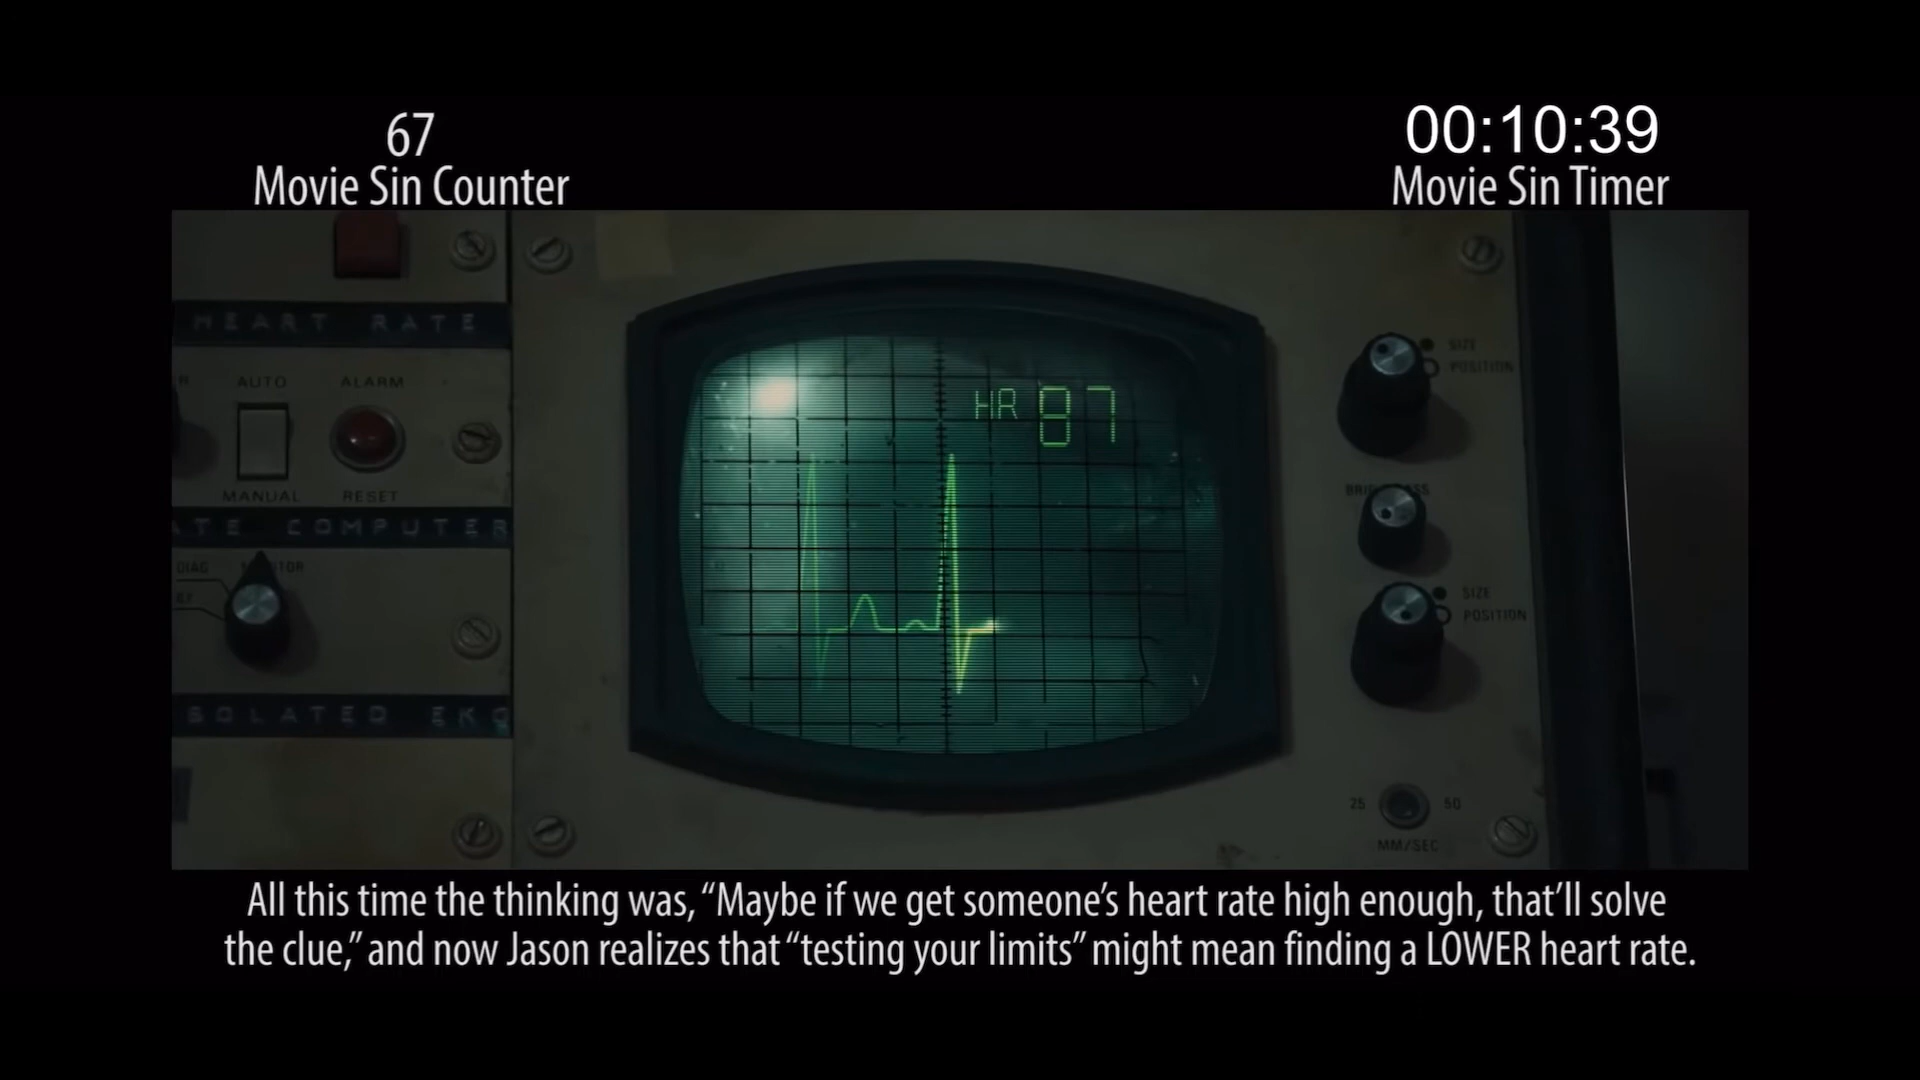 67
Movie Sin Counter
00:10:39
Movie Sin Timer
HEART RATE
AUTO
ALARM
MANUAL
RESET
ATE COMPUTER
DIAG
SOLATED EKG
HR 87
SIZE
POSITION
SIZE
POSITION
25
50
MM/SEC
All this time the thinking was, “Maybe if we get someone’s heart rate high enough, that’ll solve
the clue,” and now Jason realizes that “testing your limits” might mean finding a LOWER heart rate.